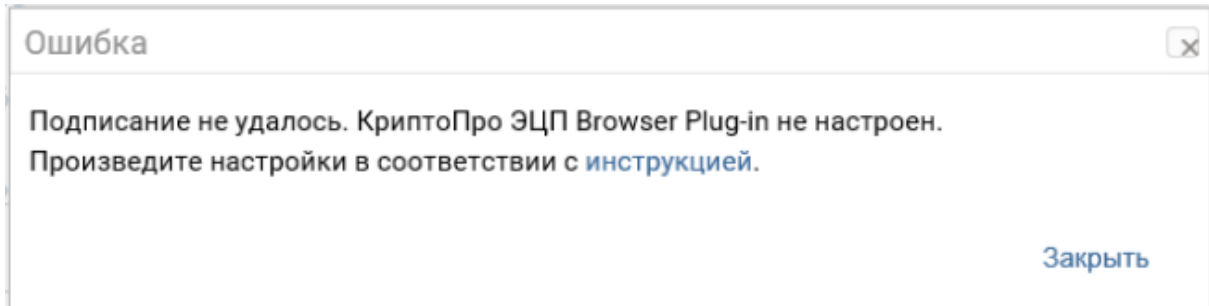 Ошибка
Подписание не удалось. КриптоПро ЭЦП Browser Plug-in не настроен.
Произведите настройки в соответствии с инструкцией.
Закрыть